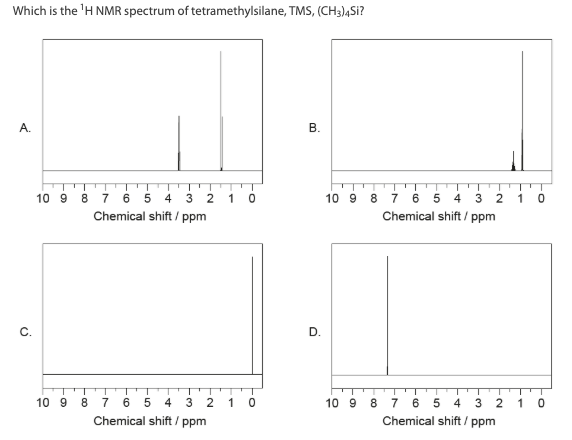 Which is the ¹H NMR spectrum of tetramethylsilane, TMS, (CH₃)₄Si?
A.
10 9 8 7 6 5 4 3 2 1 0
Chemical shift / ppm
B.
10 9 8 7 6 5 4 3 2 1 0
Chemical shift / ppm
C.
10 9 8 7 6 5 4 3 2 1 0
Chemical shift / ppm
D.
10 9 8 7 6 5 4 3 2 1 0
Chemical shift / ppm